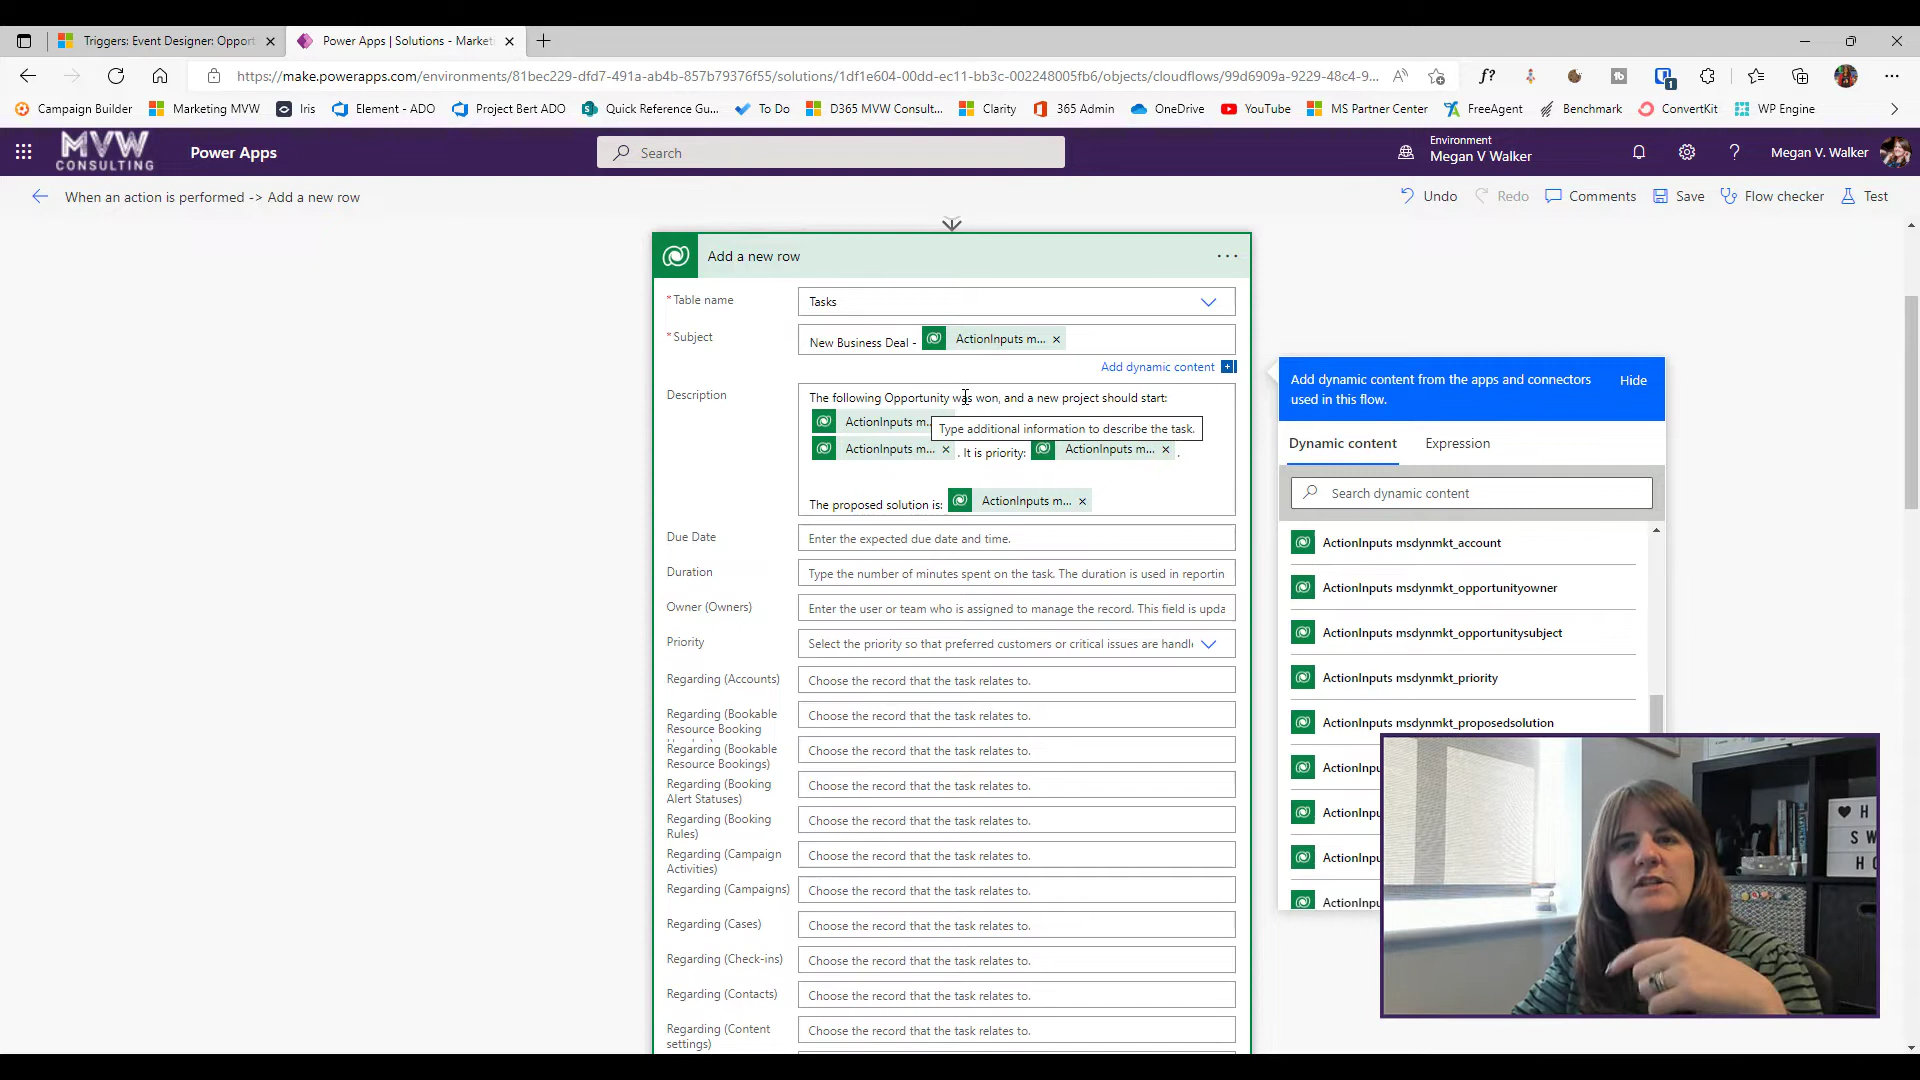 Triggers: Event Designer: Opport
Power Apps | Solutions - Market
https://make.powerapps.com/environments/81bec229-dfd7-491a-ab4b-857b79376f55/solutions/1df1e604-00dd-ec11-bb3c-002248005fb6/objects/cloudflows/99d6909a-9229-48c4-9...
Campaign Builder
Marketing MVW
Iris
Element - ADO
Project Bert ADO
Quick Reference Gu...
To Do
D365 MVW Consult...
Clarity
365 Admin
OneDrive
YouTube
MS Partner Center
FreeAgent
Benchmark
ConvertKit
WP Engine
MVW
CONSULTING
Power Apps
Search
Environment
Megan V Walker
Megan V. Walker
When an action is performed -> Add a new row
Undo
Redo
Comments
Save
Flow checker
Test
Add a new row
* Table name
Tasks
* Subject
New Business Deal - ActionInputs m... ×
Add dynamic content
Description
The following Opportunity was won, and a new project should start:
ActionInputs m...
Type additional information to describe the task.
ActionInputs m... × . It is priority: ActionInputs m... × .
The proposed solution is: ActionInputs m... ×
Due Date
Enter the expected due date and time.
Duration
Type the number of minutes spent on the task. The duration is used in reportin
Owner (Owners)
Enter the user or team who is assigned to manage the record. This field is upda
Priority
Select the priority so that preferred customers or critical issues are handl
Regarding (Accounts)
Choose the record that the task relates to.
Regarding (Bookable
Resource Booking
Choose the record that the task relates to.
Regarding (Bookable
Resource Bookings)
Choose the record that the task relates to.
Regarding (Booking
Alert Statuses)
Choose the record that the task relates to.
Regarding (Booking
Rules)
Choose the record that the task relates to.
Regarding (Campaign
Activities)
Choose the record that the task relates to.
Regarding (Campaigns)
Choose the record that the task relates to.
Regarding (Cases)
Choose the record that the task relates to.
Regarding (Check-ins)
Choose the record that the task relates to.
Regarding (Contacts)
Choose the record that the task relates to.
Regarding (Content
settings)
Choose the record that the task relates to.
Add dynamic content from the apps and connectors
used in this flow.
Hide
Dynamic content
Expression
Search dynamic content
ActionInputs msdynmkt_account
ActionInputs msdynmkt_opportunityowner
ActionInputs msdynmkt_opportunitysubject
ActionInputs msdynmkt_priority
ActionInputs msdynmkt_proposedsolution
ActionInpu
ActionInpu
ActionInpu
ActionInpu
H
S W
H